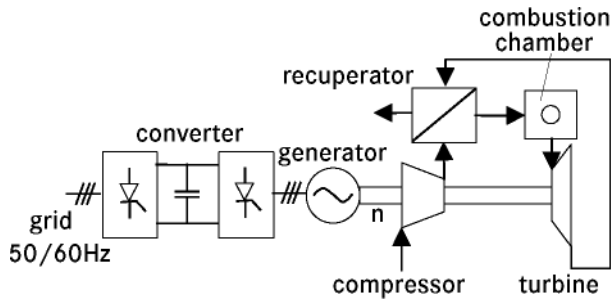 combustion
chamber
recuperator
converter
generator
n
grid
50/60Hz
compressor
turbine